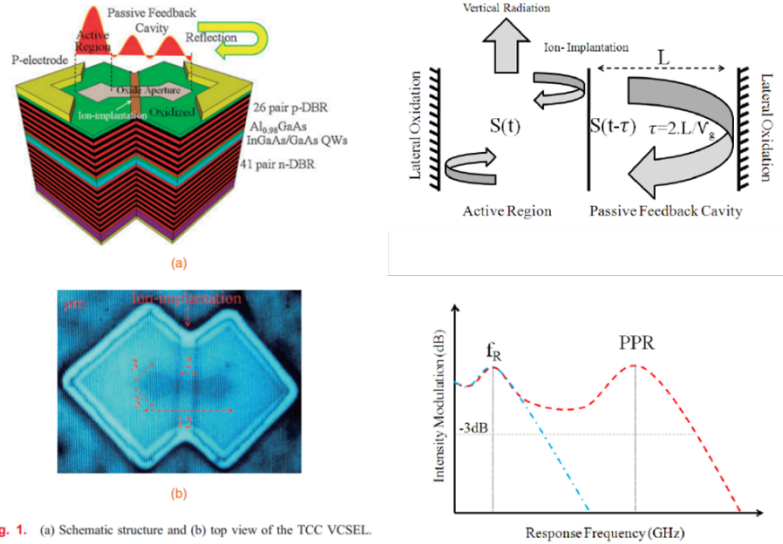 Passive Feedback
Cavity
Active
Region
Reflection
P-electrode
Oxide Aperture
Ion-implantation
Oxidized
26 pair p-DBR
Al0.98GaAs
InGaAs/GaAs QWs
41 pair n-DBR
(a)
μm
Ion-implantation
3
2
3
12
(b)
g. 1. (a) Schematic structure and (b) top view of the TCC VCSEL.
Vertical Radiation
Ion- Implantation
L
Lateral Oxidation
S(t)
S(t-τ) τ=2.L/Vg
Lateral Oxidation
Active Region
Passive Feedback Cavity
Intensity Modulation (dB)
fR
PPR
-3dB
Response Frequency (GHz)